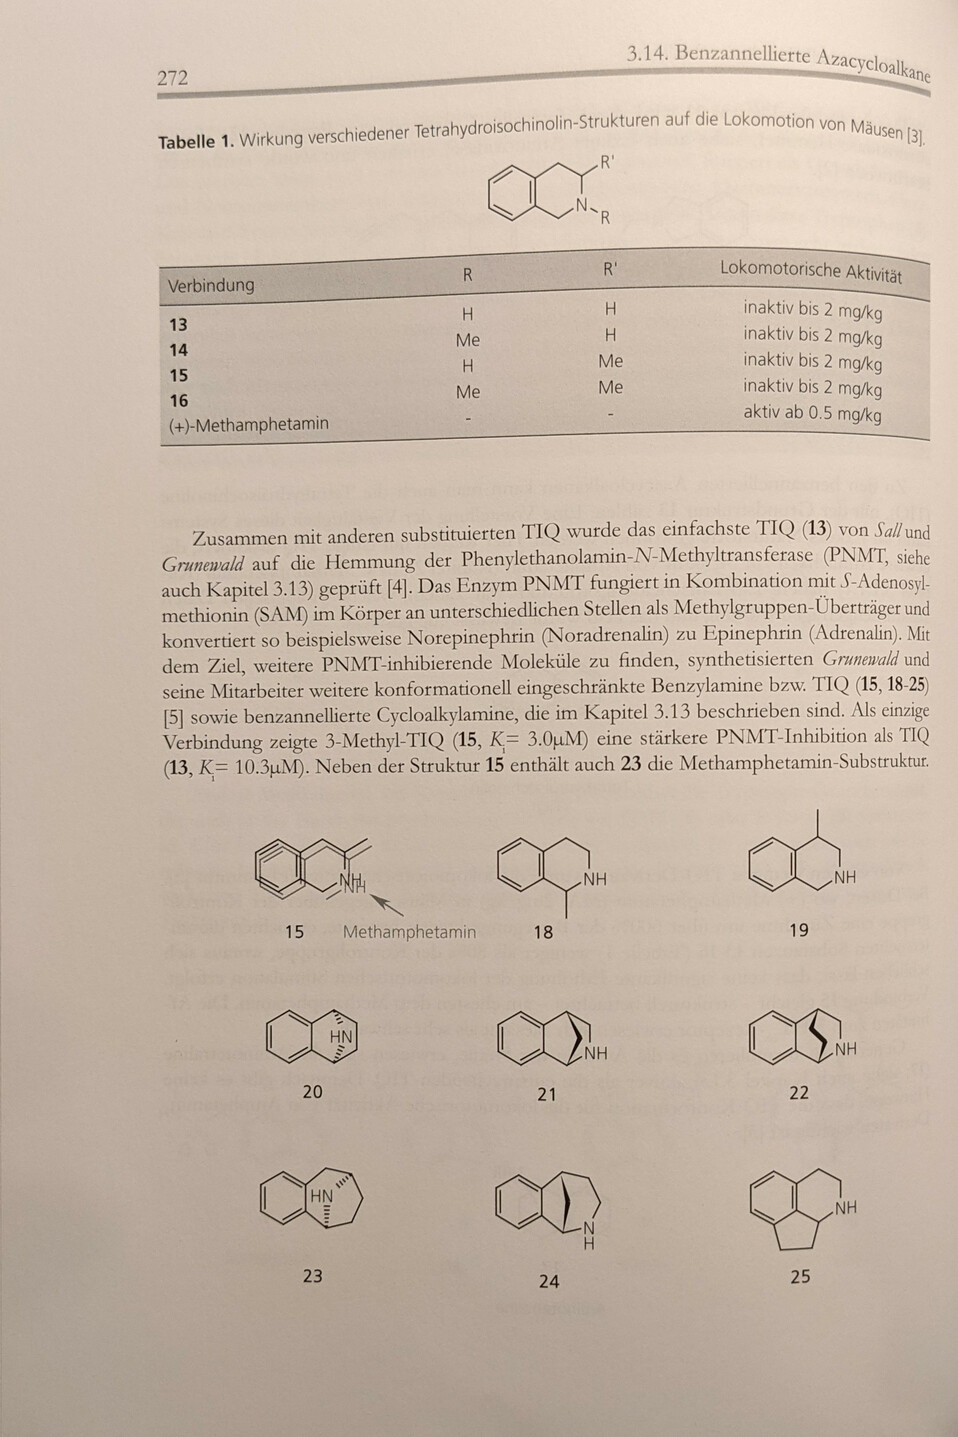 272
3.14. Benzannellierte Azacycloalkane
Tabelle 1. Wirkung verschiedener Tetrahydroisochinolin-Strukturen auf die Lokomotion von Mäusen [3].
R'
N
R
Verbindung R R' Lokomotorische Aktivität
13 H H inaktiv bis 2 mg/kg
14 Me H inaktiv bis 2 mg/kg
15 H Me inaktiv bis 2 mg/kg
16 Me Me inaktiv bis 2 mg/kg
(+)-Methamphetamin - - aktiv ab 0.5 mg/kg
Zusammen mit anderen substituierten TIQ wurde das einfachste TIQ (13) von Sall und
Grunewald auf die Hemmung der Phenylethanolamin-N-Methyltransferase (PNMT, siehe
auch Kapitel 3.13) geprüft [4]. Das Enzym PNMT fungiert in Kombination mit S-Adenosyl-
methionin (SAM) im Körper an unterschiedlichen Stellen als Methylgruppen-Überträger und
konvertiert so beispielsweise Norepinephrin (Noradrenalin) zu Epinephrin (Adrenalin). Mit
dem Ziel, weitere PNMT-inhibierende Moleküle zu finden, synthetisierten Grunewald und
seine Mitarbeiter weitere konformationell eingeschränkte Benzylamine bzw. TIQ (15, 18-25)
[5] sowie benzannellierte Cycloalkylamine, die im Kapitel 3.13 beschrieben sind. Als einzige
Verbindung zeigte 3-Methyl-TIQ (15, Ki= 3.0µM) eine stärkere PNMT-Inhibition als TIQ
(13, Ki= 10.3µM). Neben der Struktur 15 enthält auch 23 die Methamphetamin-Substruktur.
NH NH NH NH
15 Methamphetamin 18 19
HN NH NH
20 21 22
HN N H NH
23 24 25